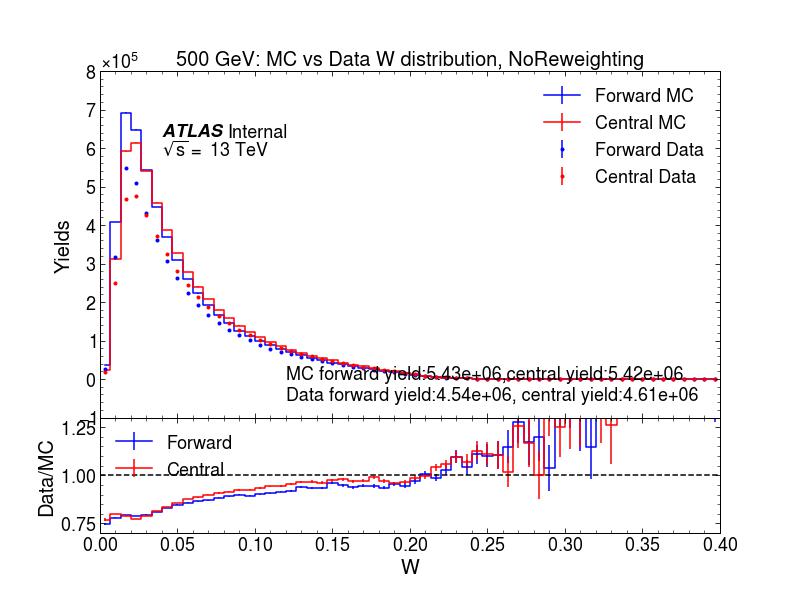 500 GeV: MC vs Data W distribution, NoReweighting
×10⁵
8
7
6
5
4
3
2
1
0
-1
Yields
ATLAS Internal
√s = 13 TeV
Forward MC
Central MC
Forward Data
Central Data
MC forward yield:5.43e+06,central yield:5.42e+06
Data forward yield:4.54e+06, central yield:4.61e+06
1.25
1.00
0.75
Data/MC
Forward
Central
0.00 0.05 0.10 0.15 0.20 0.25 0.30 0.35 0.40
W